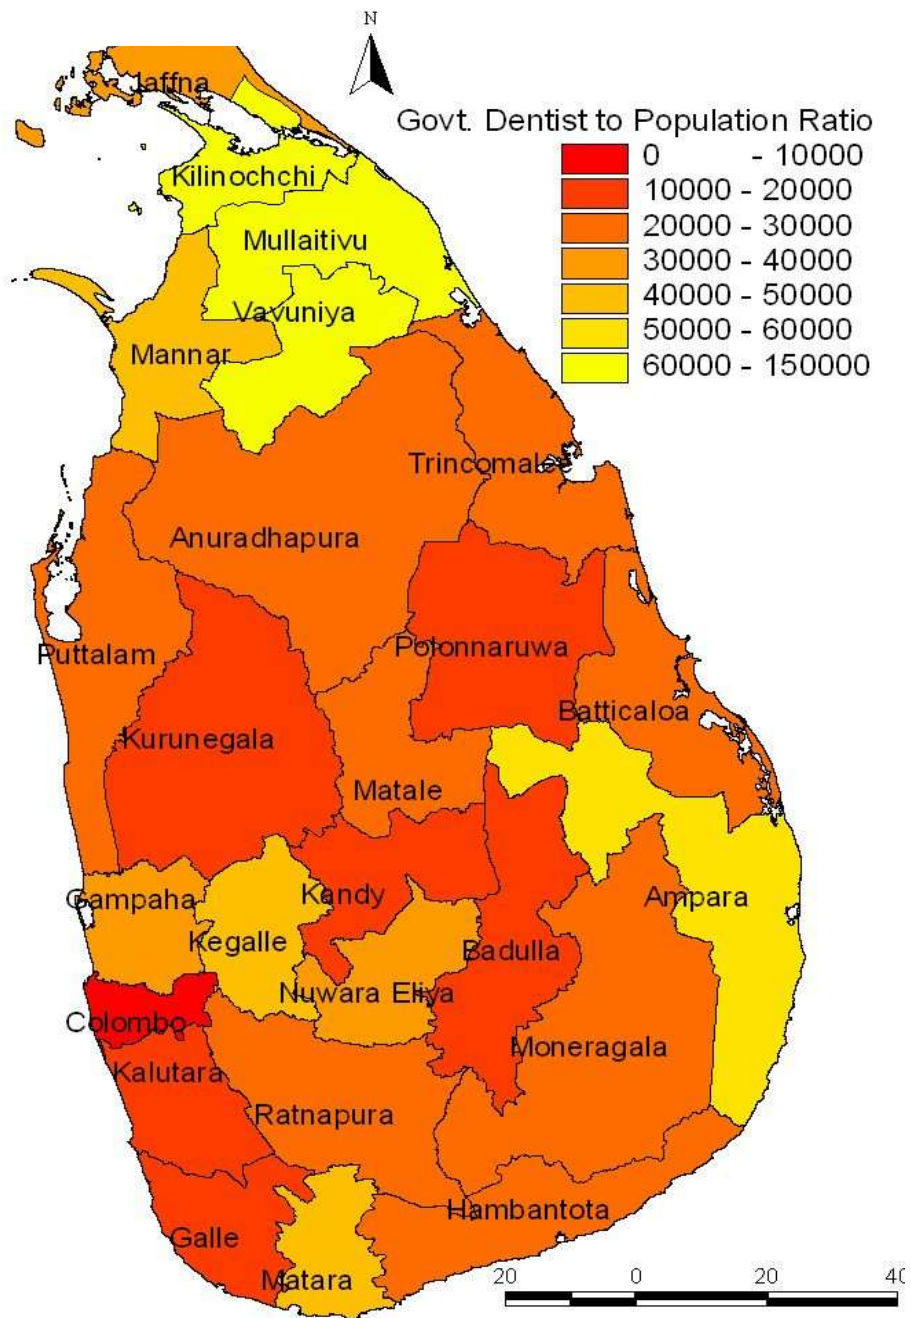 N
Jaffna
Govt. Dentist to Population Ratio
0 - 10000
10000 - 20000
20000 - 30000
30000 - 40000
40000 - 50000
50000 - 60000
60000 - 150000
Kilinochchi
Mullaitivu
Vavuniya
Mannar
Trincomalee
Anuradhapura
Polonnaruwa
Puttalam
Batticaloa
Kurunegala
Matale
Gampaha
Kandy
Ampara
Kegalle
Badulla
Nuwara Eliya
Colombo
Moneragala
Kalutara
Ratnapura
Hambantota
Galle
Matara
20 0 20 40